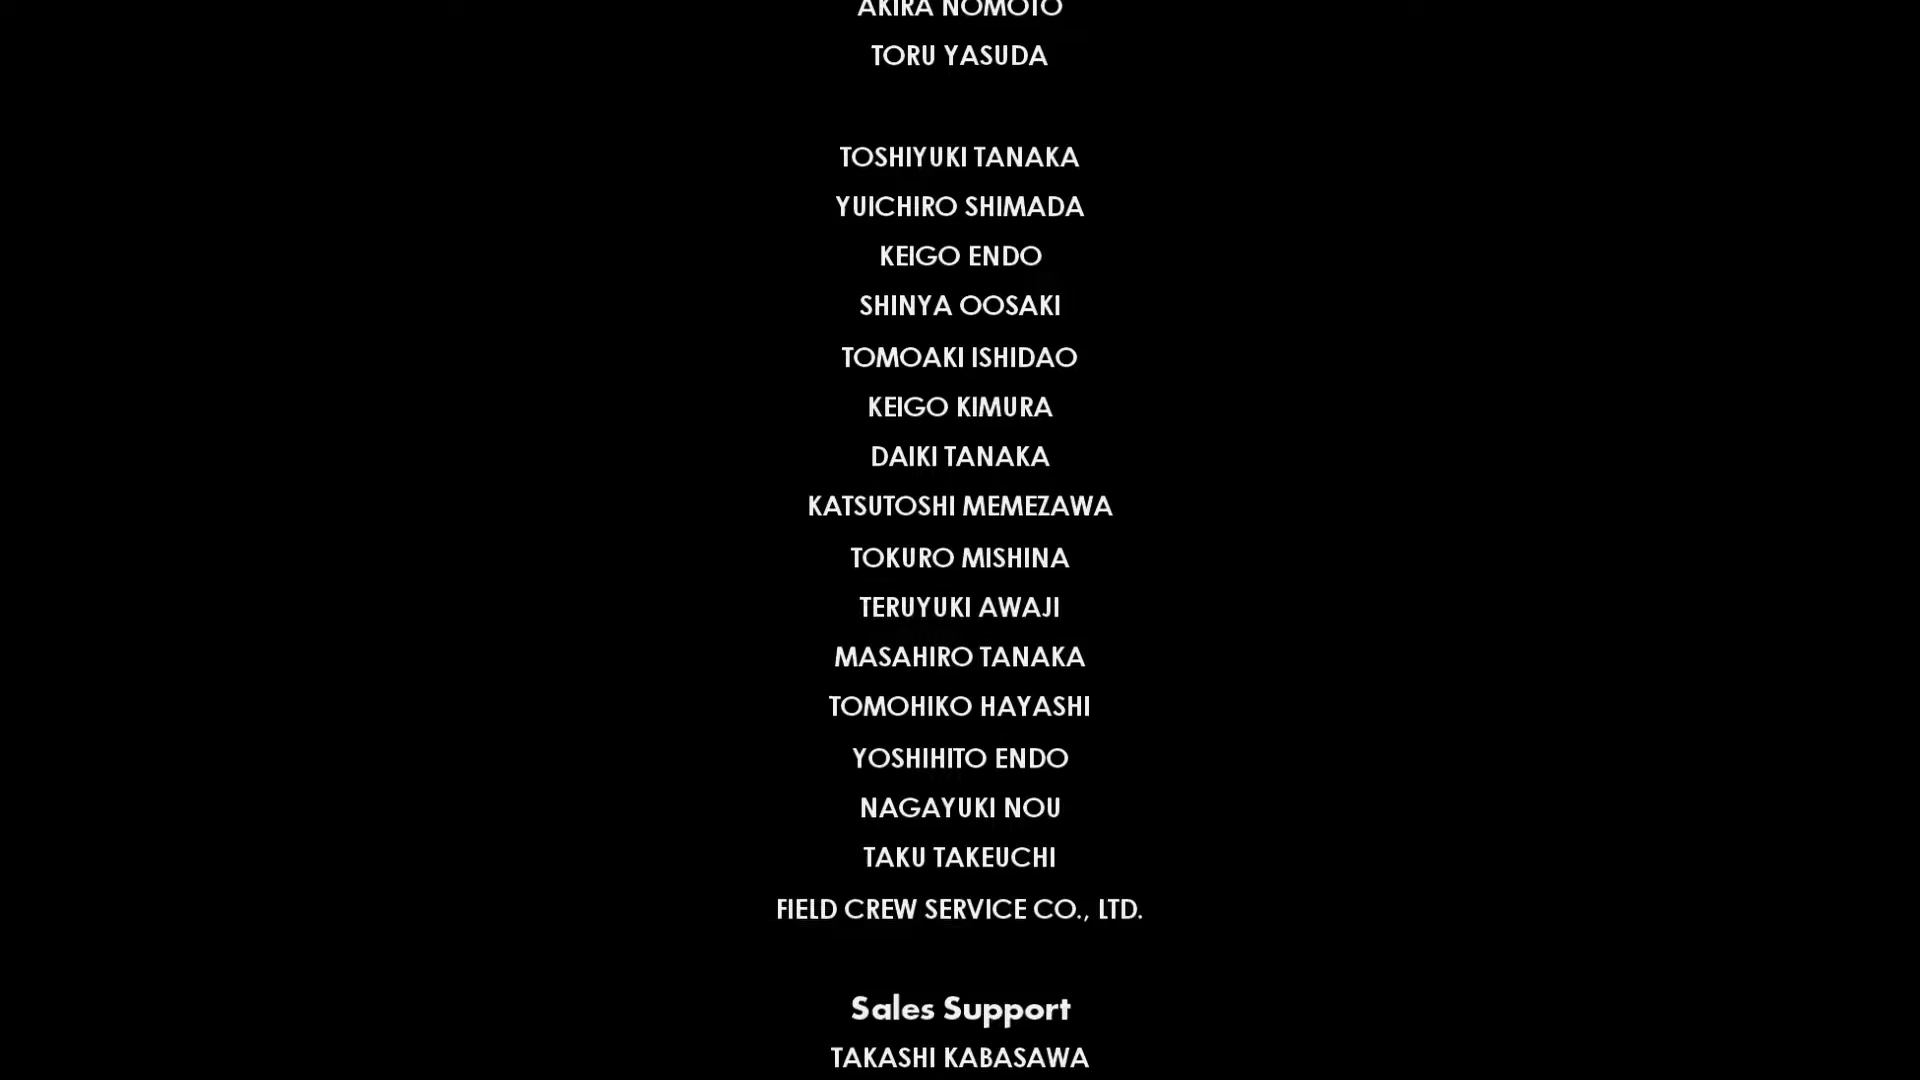 AKIRA NOMOTO
TORU YASUDA
TOSHIYUKI TANAKA
YUICHIRO SHIMADA
KEIGO ENDO
SHINYA OOSAKI
TOMOAKI ISHIDAO
KEIGO KIMURA
DAIKI TANAKA
KATSUTOSHI MEMEZAWA
TOKURO MISHINA
TERUYUKI AWAJI
MASAHIRO TANAKA
TOMOHIKO HAYASHI
YOSHIHITO ENDO
NAGAYUKI NOU
TAKU TAKEUCHI
FIELD CREW SERVICE CO., LTD.
Sales Support
TAKASHI KABASAWA